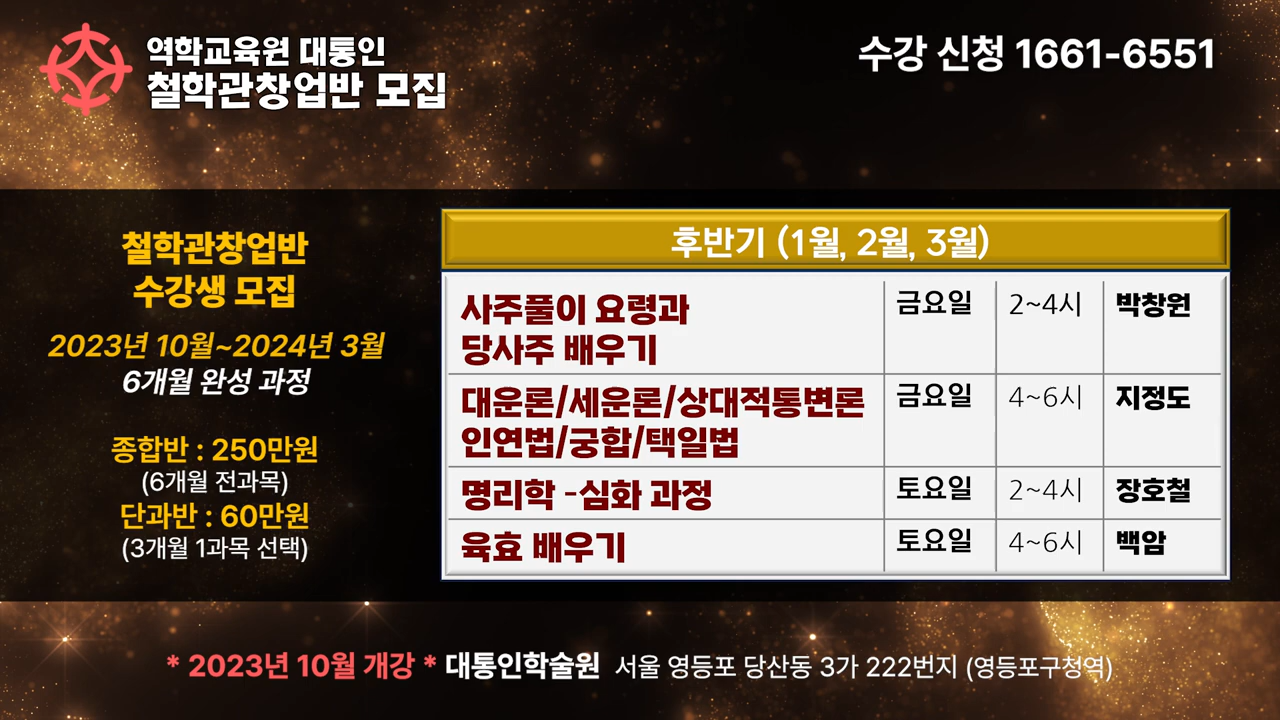 역학교육원 대통인
철학관창업반 모집
수강 신청 1661-6551
철학관창업반
수강생 모집
2023년 10월~2024년 3월
6개월 완성 과정
종합반 : 250만원
(6개월 전과목)
단과반 : 60만원
(3개월 1과목 선택)
후반기 (1월, 2월, 3월)
사주풀이 요령과
당사주 배우기
금요일
2~4시
박창원
대운론/세운론/상대적통변론
인연법/궁합/택일법
금요일
4~6시
지정도
명리학 -심화 과정
토요일
2~4시
장호철
육효 배우기
토요일
4~6시
백암
* 2023년 10월 개강 * 대통인학술원 서울 영등포 당산동 3가 222번지 (영등포구청역)